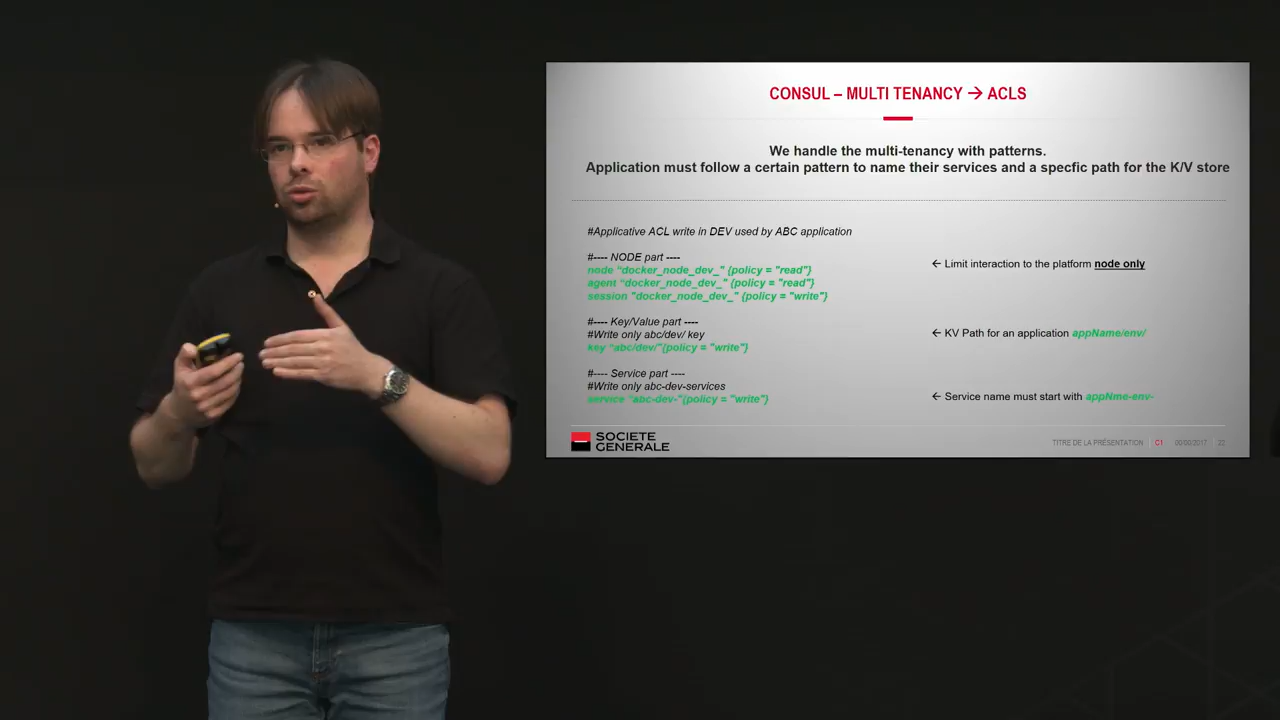 CONSUL – MULTI TENANCY → ACLS
We handle the multi-tenancy with patterns.
Application must follow a certain pattern to name their services and a specfic path for the K/V store
#Applicative ACL write in DEV used by ABC application
#---- NODE part ----
node “docker_node_dev_" {policy = "read"}
agent “docker_node_dev_" {policy = "read"}
session "docker_node_dev_" {policy = "write"}
← Limit interaction to the platform node only
#---- Key/Value part ----
#Write only abc/dev/ key
key “abc/dev/"{policy = "write"}
← KV Path for an application appName/env/
#---- Service part ----
#Write only abc-dev-services
service “abc-dev-"{policy = "write"}
← Service name must start with appNme-env-
SOCIETE
GENERALE
TITRE DE LA PRÉSENTATION | C1 | 00/00/2017 | 22